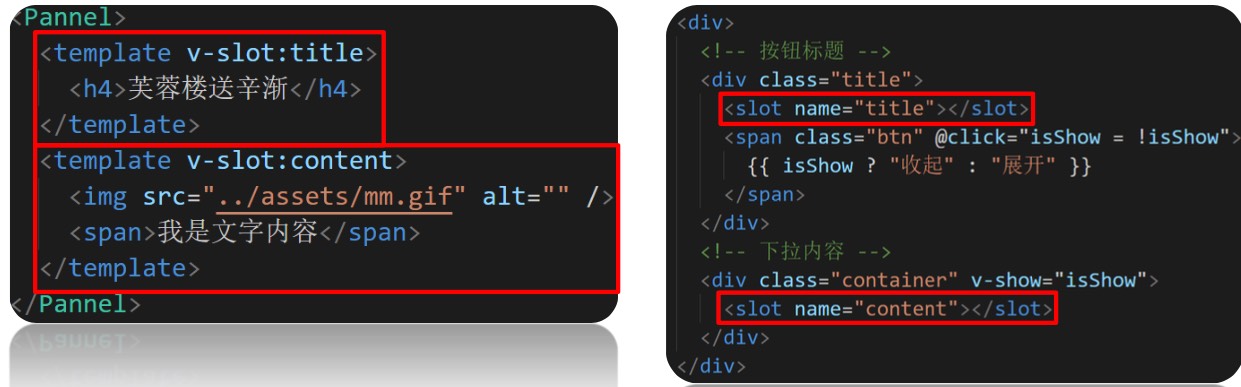 <Pannel>
<template v-slot:title>
<h4>芙蓉楼送辛渐</h4>
</template>
<template v-slot:content>
<img src="../assets/mm.gif" alt="" />
<span>我是文字内容</span>
</template>
</Pannel>
<div>
<!-- 按钮标题 -->
<div class="title">
<slot name="title"></slot>
<span class="btn" @click="isShow = !isShow">
{{ isShow ? "收起" : "展开" }}
</span>
</div>
<!-- 下拉内容 -->
<div class="container" v-show="isShow">
<slot name="content"></slot>
</div>
</div>